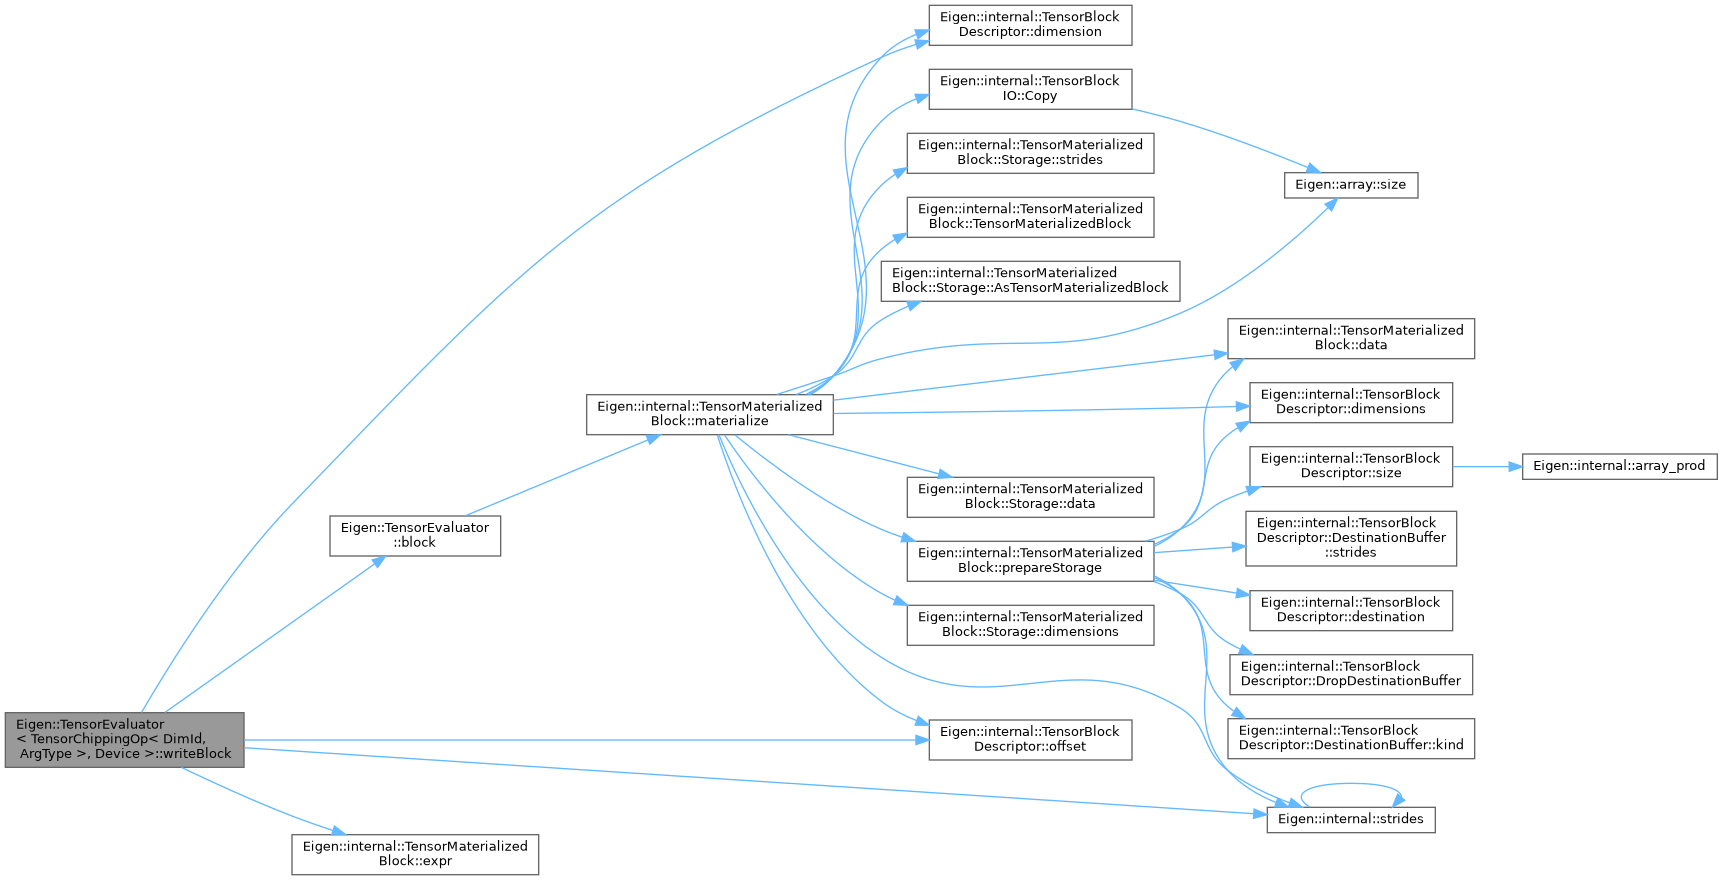 Eigen::internal::TensorBlock
Descriptor::dimension
Eigen::internal::TensorBlock
IO::Copy
Eigen::internal::TensorMaterialized
Block::Storage::strides
Eigen::array::size
Eigen::internal::TensorMaterialized
Block::TensorMaterializedBlock
Eigen::internal::TensorMaterialized
Block::Storage::AsTensorMaterializedBlock
Eigen::internal::TensorMaterialized
Block::data
Eigen::internal::TensorMaterialized
Block::materialize
Eigen::internal::TensorBlock
Descriptor::dimensions
Eigen::internal::TensorBlock
Descriptor::size
Eigen::internal::array_prod
Eigen::internal::TensorMaterialized
Block::Storage::data
Eigen::TensorEvaluator
::block
Eigen::internal::TensorBlock
Descriptor::DestinationBuffer
::strides
Eigen::internal::TensorMaterialized
Block::prepareStorage
Eigen::internal::TensorBlock
Descriptor::destination
Eigen::internal::TensorMaterialized
Block::Storage::dimensions
Eigen::internal::TensorBlock
Descriptor::DropDestinationBuffer
Eigen::TensorEvaluator
< TensorChippingOp< DimId,
ArgType >, Device >::writeBlock
Eigen::internal::TensorBlock
Descriptor::offset
Eigen::internal::TensorBlock
Descriptor::DestinationBuffer::kind
Eigen::internal::strides
Eigen::internal::TensorMaterialized
Block::expr